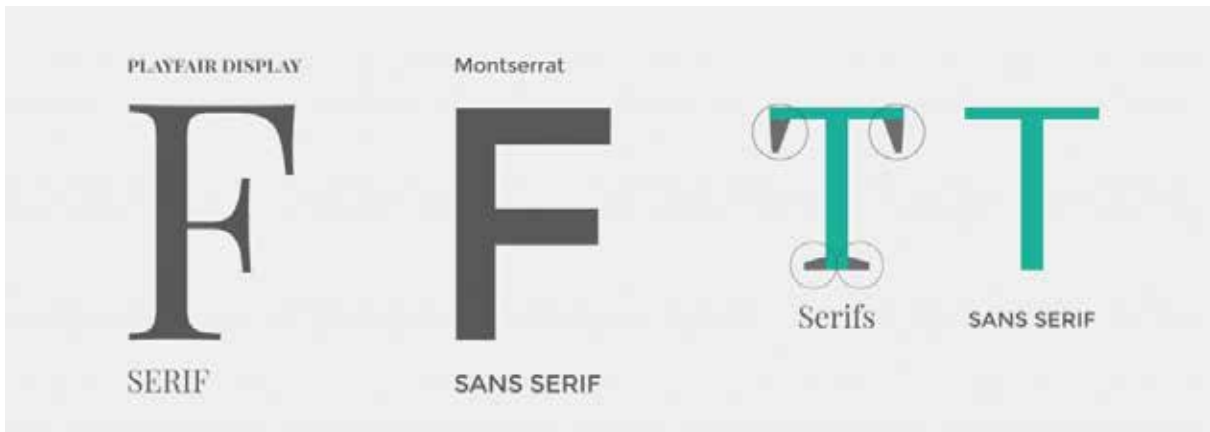 PLAYFAIR DISPLAY
F
SERIF
Montserrat
F
SANS SERIF
T
Serifs
T
SANS SERIF